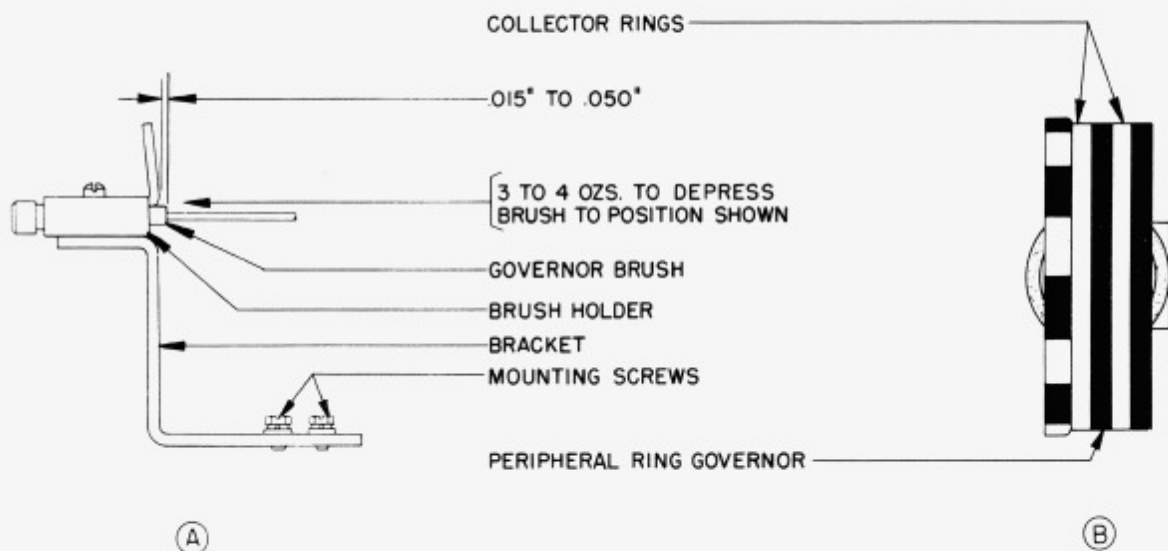 COLLECTOR RINGS
.015" TO .050"
3 TO 4 OZS. TO DEPRESS
BRUSH TO POSITION SHOWN
GOVERNOR BRUSH
BRUSH HOLDER
BRACKET
MOUNTING SCREWS
PERIPHERAL RING GOVERNOR
A
B